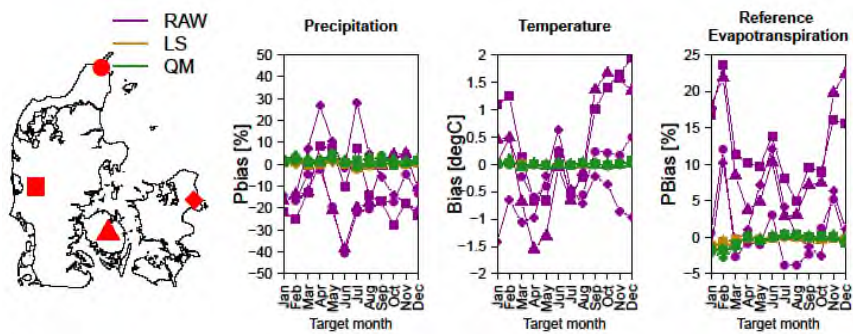 RAW
LS
QM
Precipitation
Pbias [%]
50
40
30
20
10
0
−10
−20
−30
−40
−50
Jan
Feb
Mar
Apr
May
Jun
Jul
Aug
Sep
Oct
Nov
Dec
Target month
Temperature
Bias [degC]
2
1.5
1
0.5
0
−0.5
−1
−1.5
−2
Jan
Feb
Mar
Apr
May
Jun
Jul
Aug
Sep
Oct
Nov
Dec
Target month
Reference
Evapotranspiration
PBias [%]
25
20
15
10
5
0
−5
Jan
Feb
Mar
Apr
May
Jun
Jul
Aug
Sep
Oct
Nov
Dec
Target month